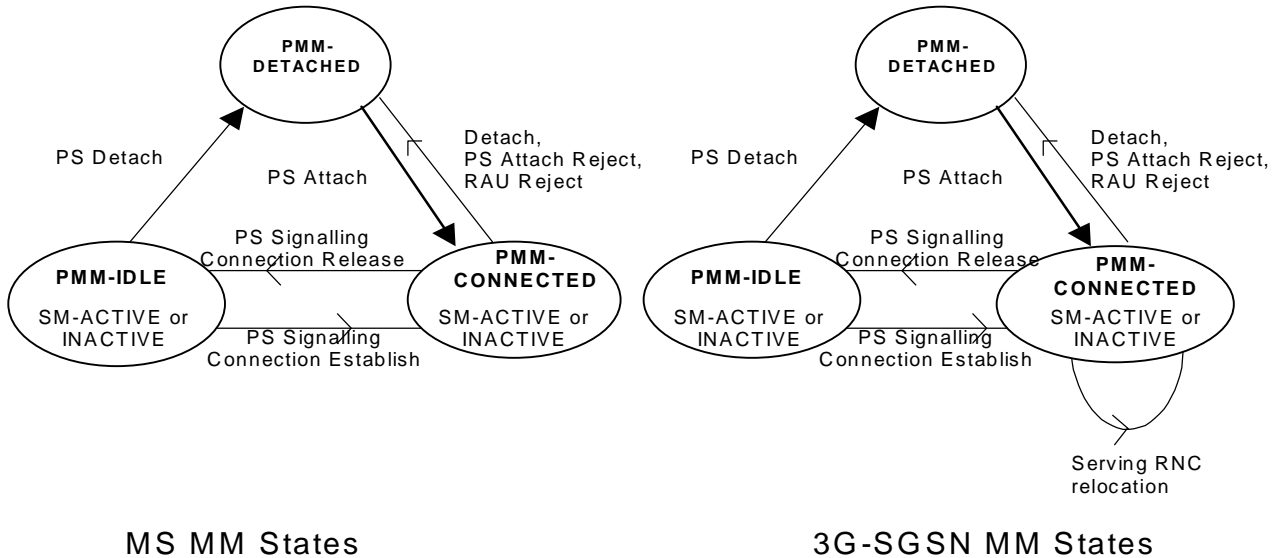 PMM-
DETACHED
PS Detach
PS Attach
Detach,
PS Attach Reject,
RAU Reject
PS Signalling
Connection Release
PMM-IDLE
SM-ACTIVE or
INACTIVE
PMM-
CONNECTED
SM-ACTIVE or
INACTIVE
PS Signalling
Connection Establish
MS MM States
PMM-
DETACHED
PS Detach
PS Attach
Detach,
PS Attach Reject,
RAU Reject
PS Signalling
Connection Release
PMM-IDLE
SM-ACTIVE or
INACTIVE
PMM-
CONNECTED
SM-ACTIVE or
INACTIVE
PS Signalling
Connection Establish
Serving RNC
relocation
3G-SGSN MM States